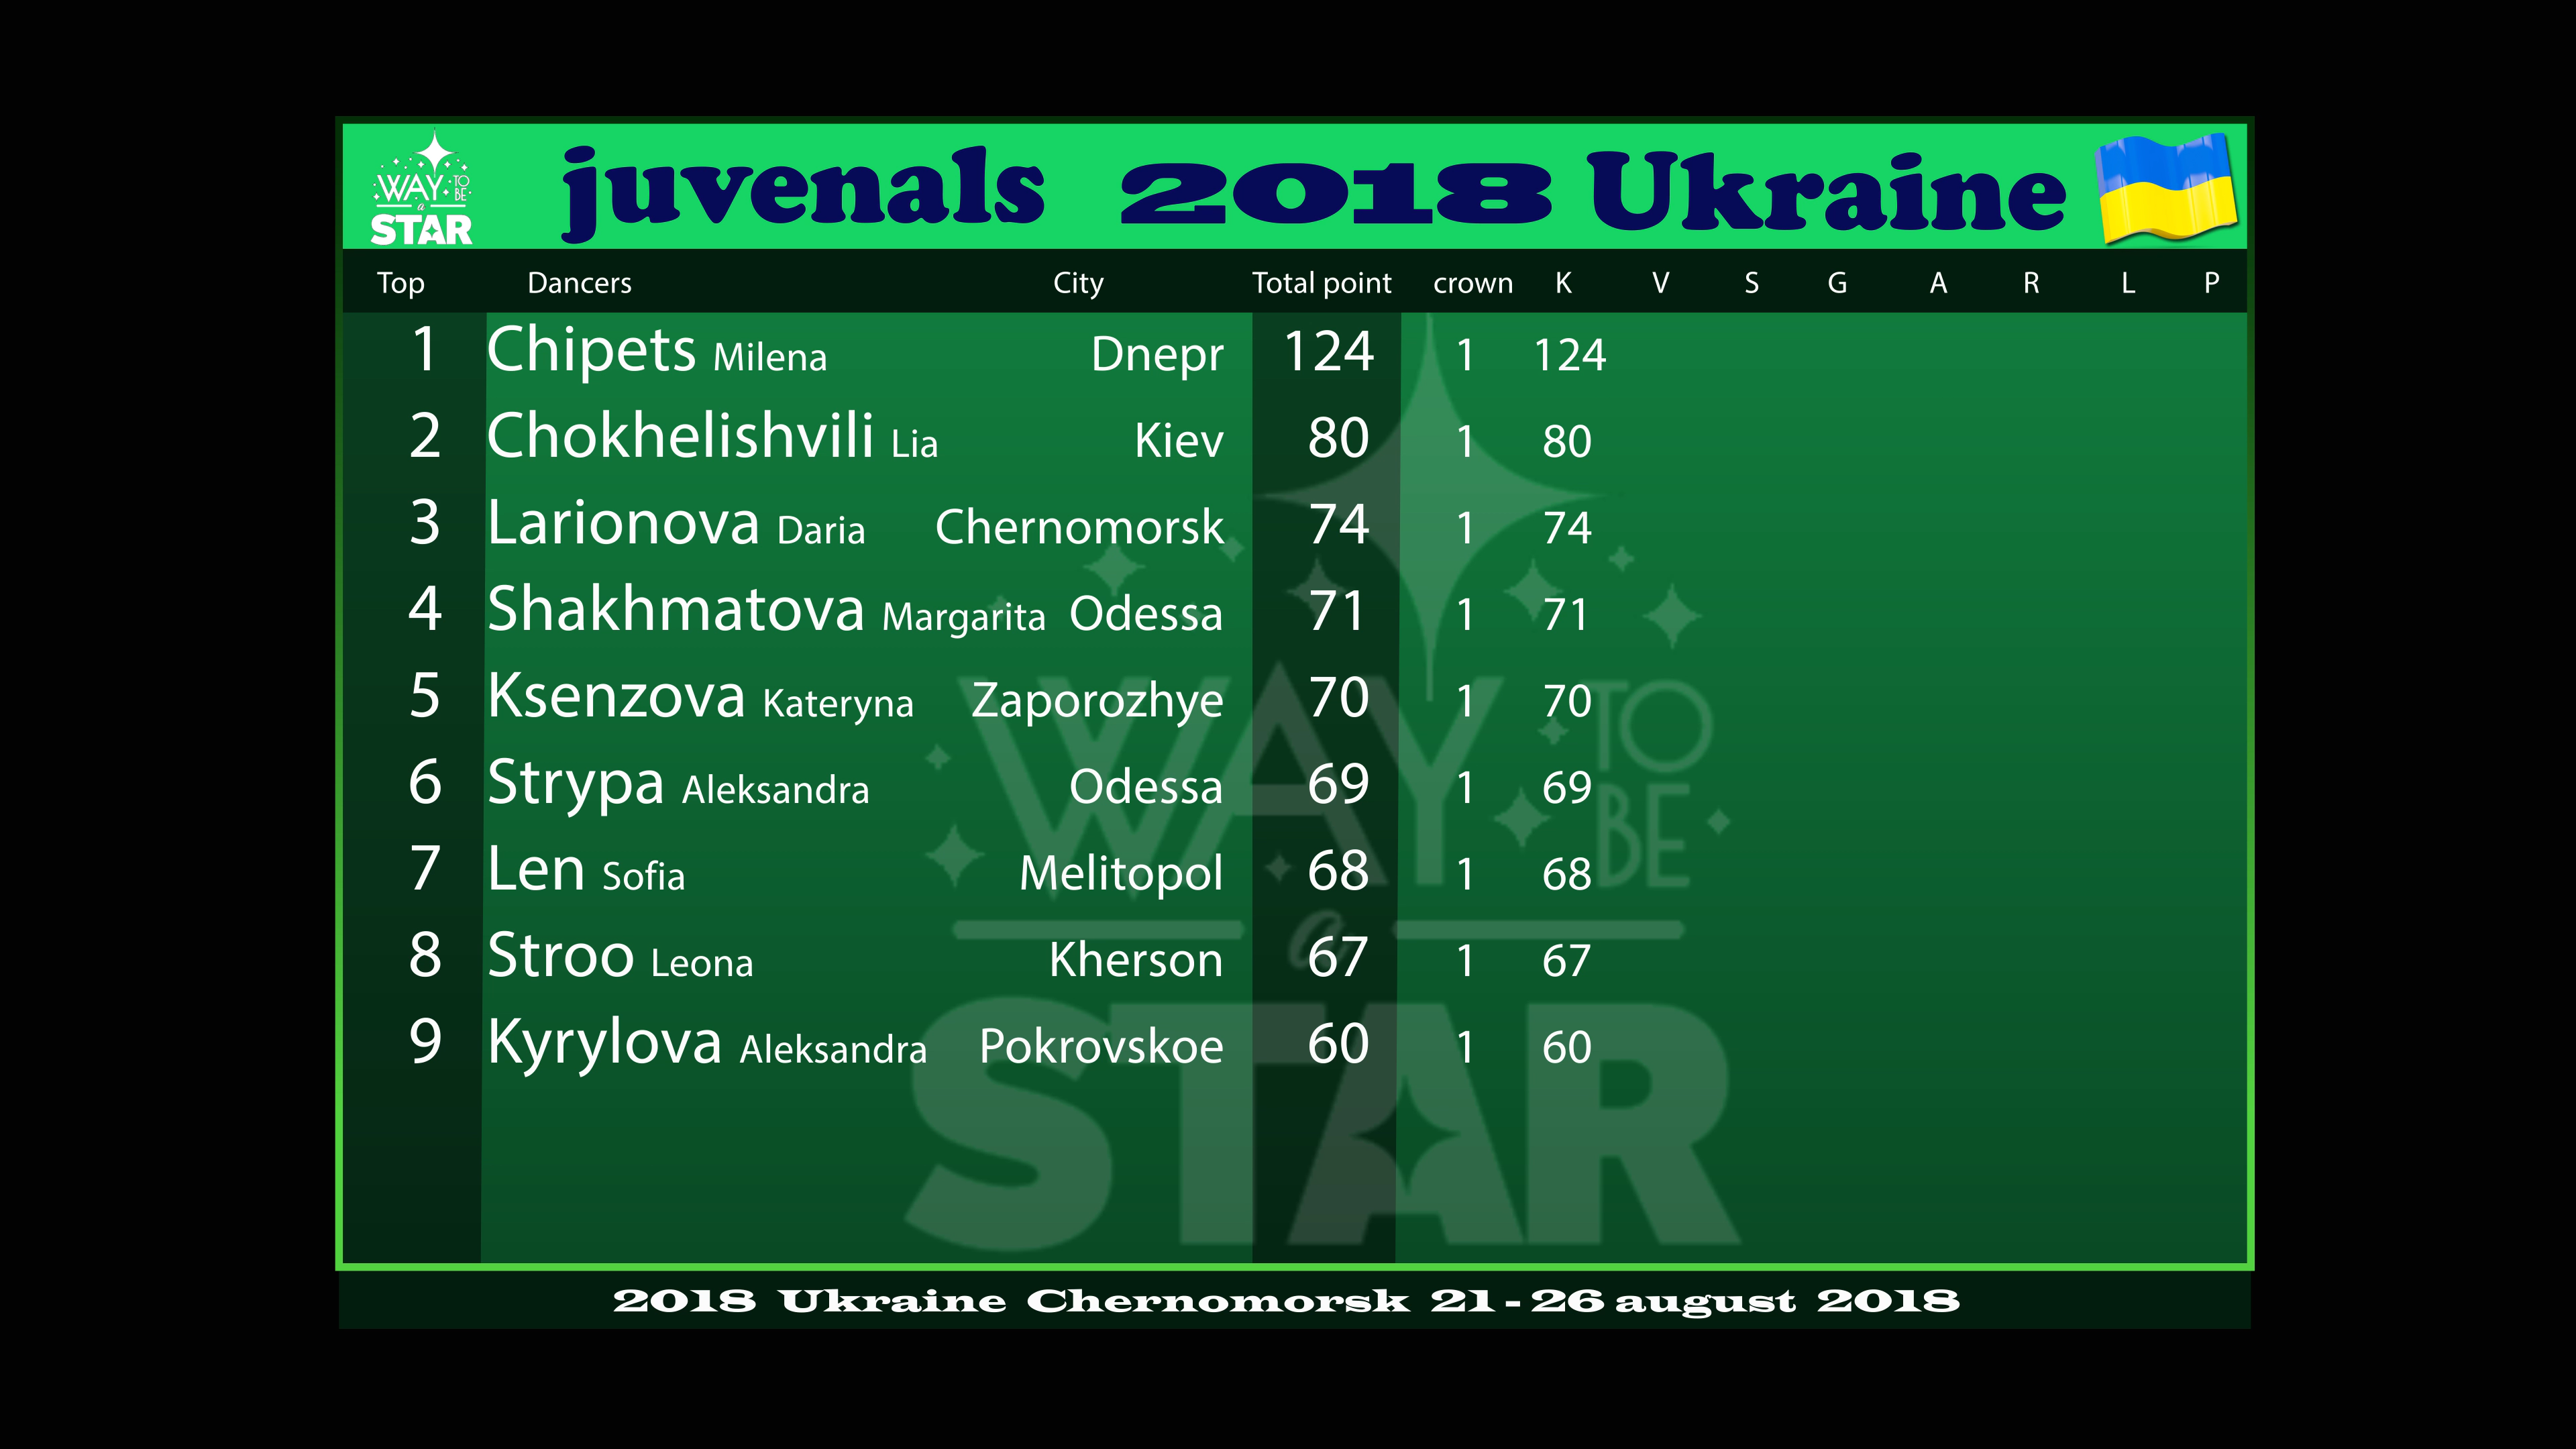 WAY TO BE a STAR
juvenals 2018 Ukraine
Top Dancers City Total point crown K V S G A R L P
1 Chipets Milena Dnepr 124 1 124
2 Chokhelishvili Lia Kiev 80 1 80
3 Larionova Daria Chernomorsk 74 1 74
4 Shakhmatova Margarita Odessa 71 1 71
5 Ksenzova Kateryna Zaporozhye 70 1 70
6 Strypa Aleksandra Odessa 69 1 69
7 Len Sofia Melitopol 68 1 68
8 Stroo Leona Kherson 67 1 67
9 Kyrylova Aleksandra Pokrovskoe 60 1 60
WAY TO BE a STAR
2018 Ukraine Chernomorsk 21-26 august 2018